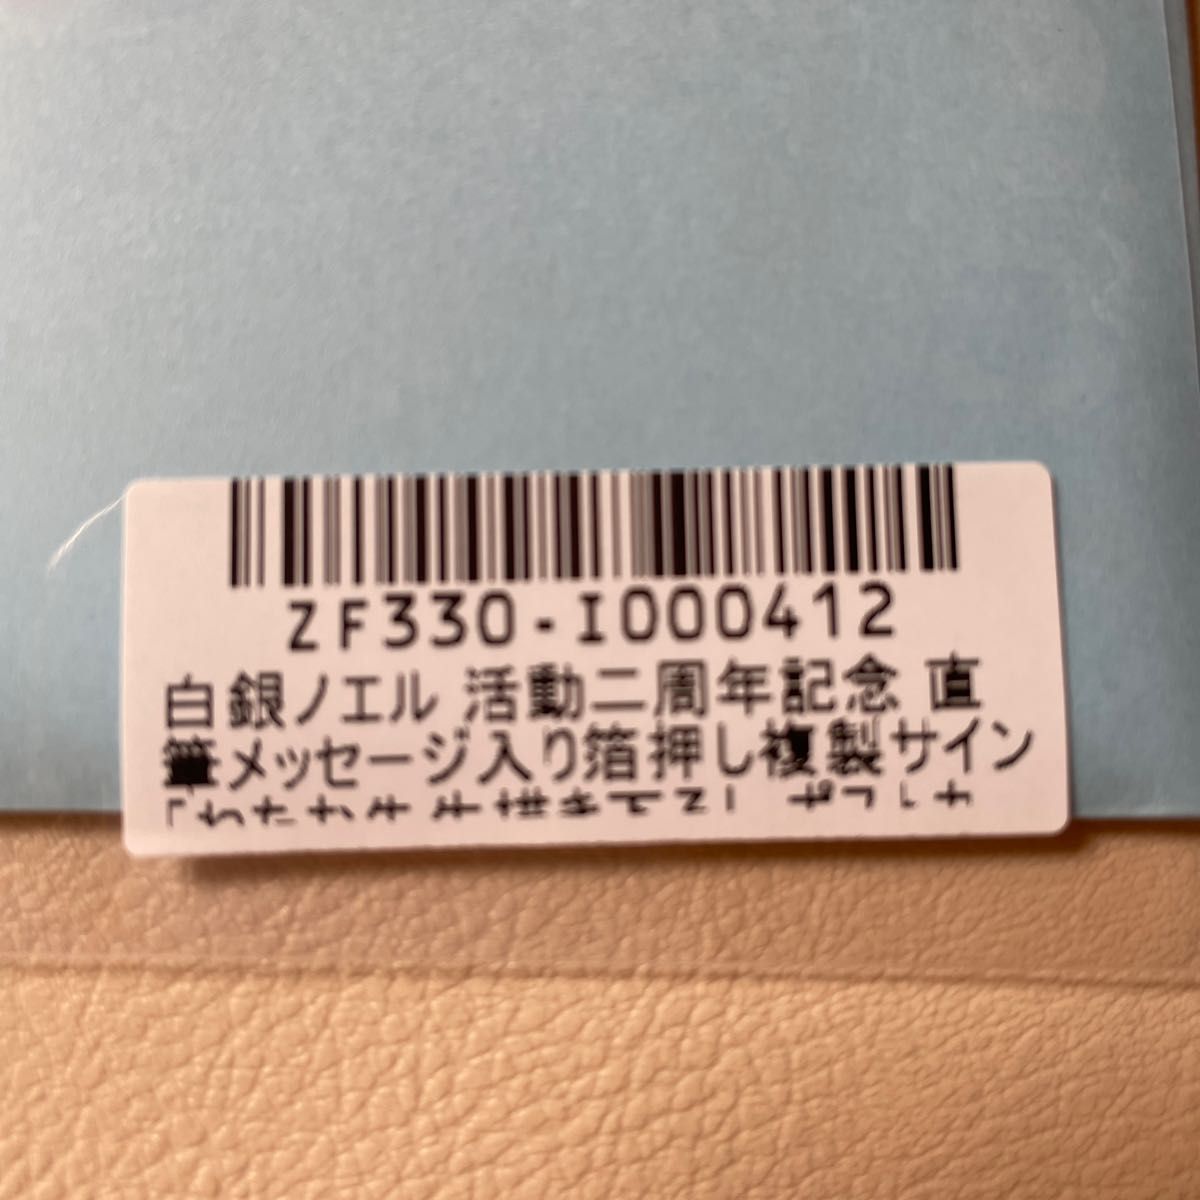 ZF330-I000412
白銀ノエル 活動二周年記念 直
筆メッセージ入り箔押し複製サイン